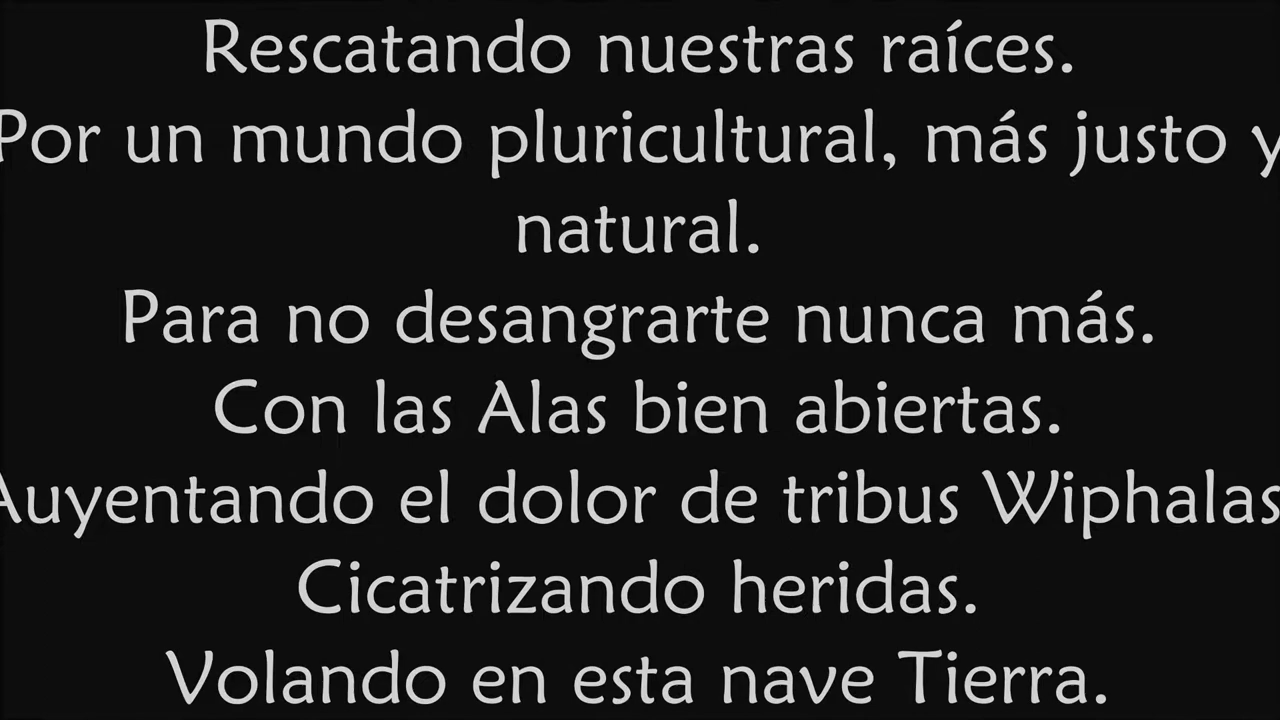 Rescatando nuestras raíces.
Por un mundo pluricultural, más justo y
natural.
Para no desangrarte nunca más.
Con las Alas bien abiertas.
Auyentando el dolor de tribus Wiphalas
Cicatrizando heridas.
Volando en esta nave Tierra.